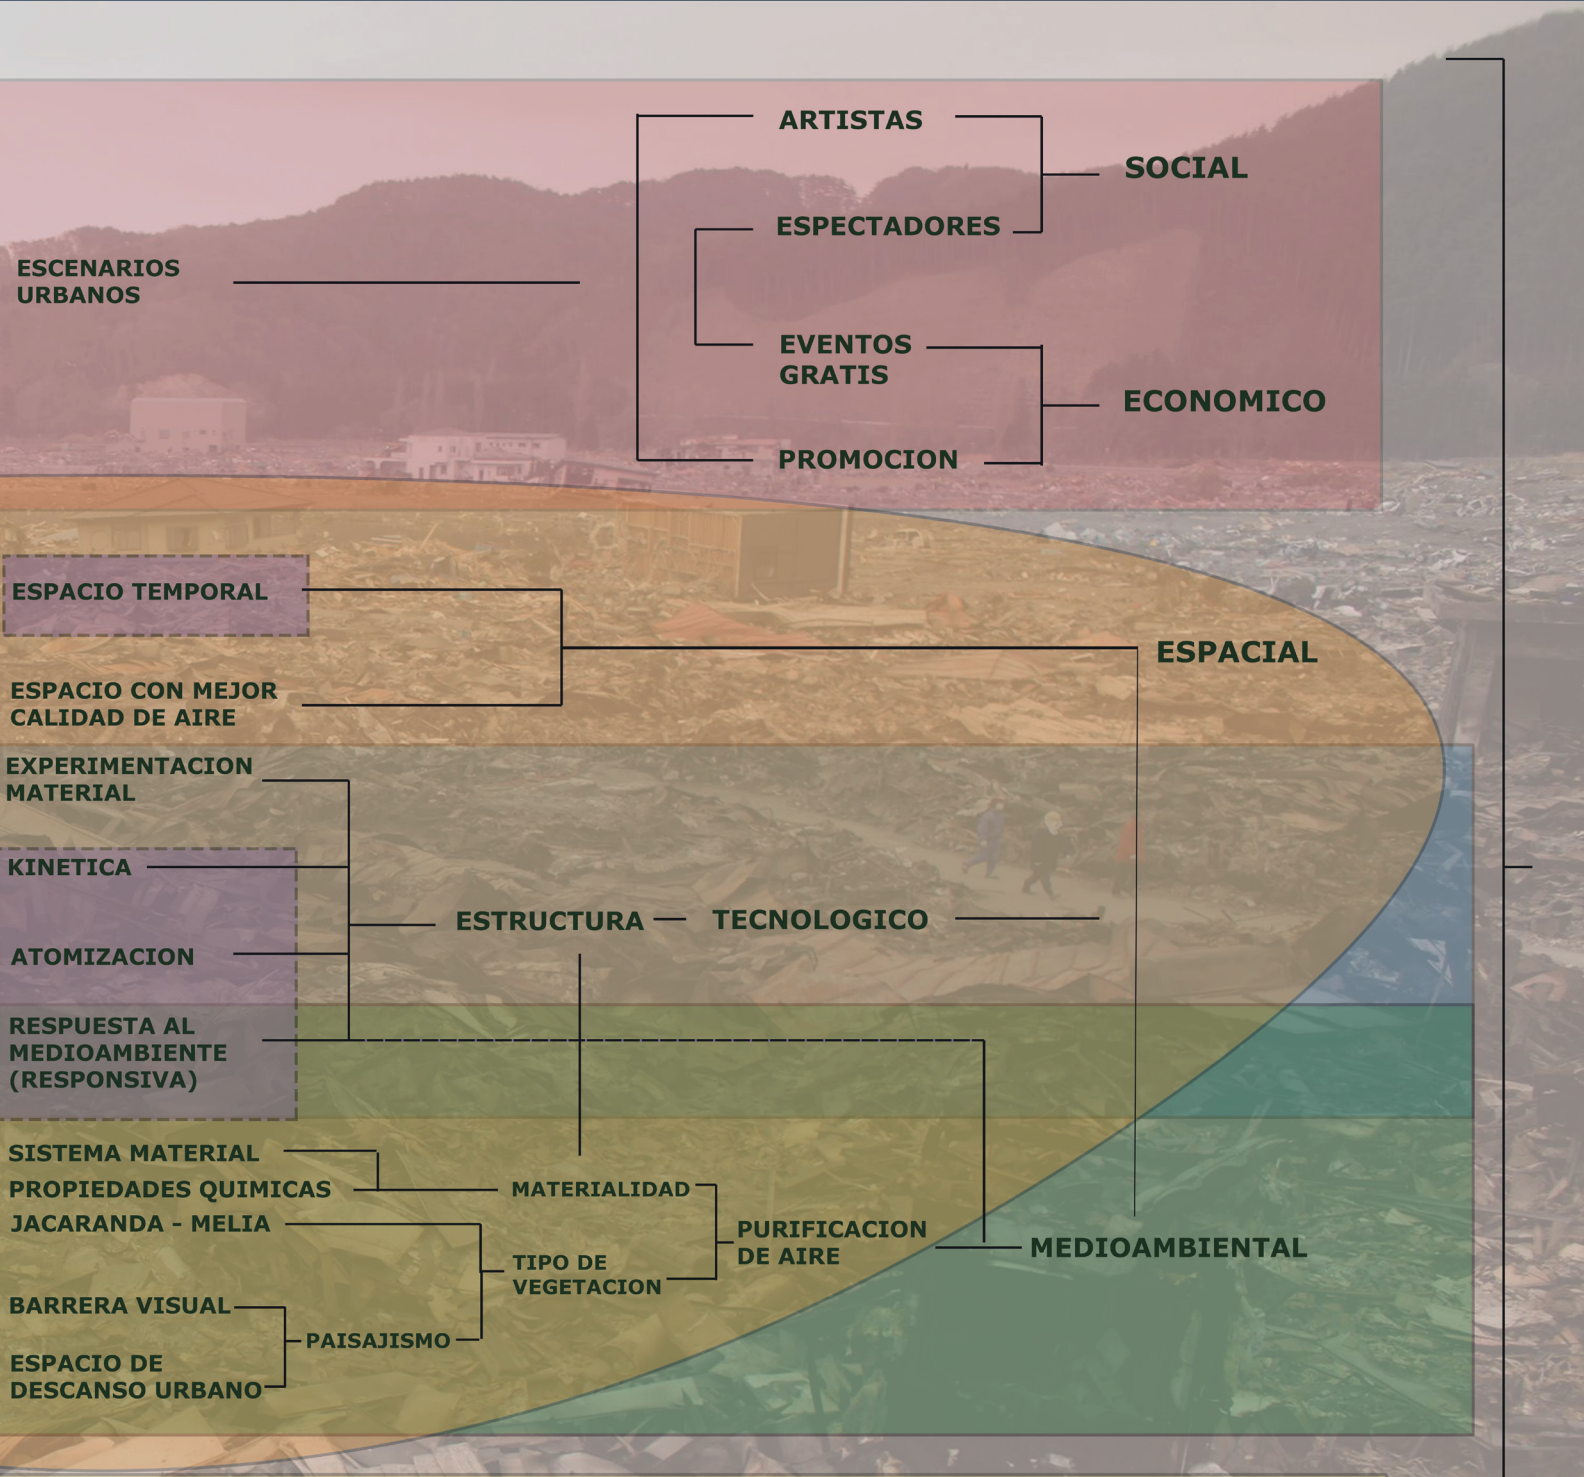 ARTISTAS
SOCIAL
ESPECTADORES
ESCENARIOS
URBANOS
EVENTOS
GRATIS
ECONOMICO
PROMOCION
ESPACIO TEMPORAL
ESPACIAL
ESPACIO CON MEJOR
CALIDAD DE AIRE
EXPERIMENTACION
MATERIAL
KINETICA
ESTRUCTURA
TECNOLOGICO
ATOMIZACION
RESPUESTA AL
MEDIOAMBIENTE
(RESPONSIVA)
SISTEMA MATERIAL
PROPIEDADES QUIMICAS
MATERIALIDAD
JACARANDA - MELIA
PURIFICACION
DE AIRE
MEDIOAMBIENTAL
TIPO DE
VEGETACION
BARRERA VISUAL
PAISAJISMO
ESPACIO DE
DESCANSO URBANO